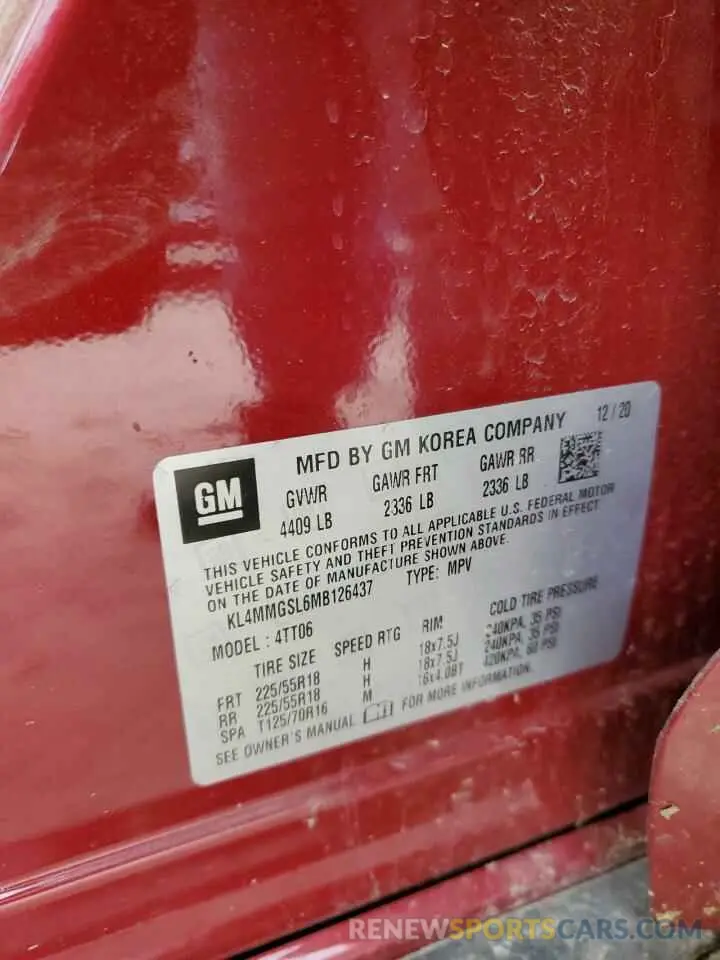 MFD BY GM KOREA COMPANY 12/20
GM
GVWR GAWR FRT GAWR RR
4409 LB 2336 LB 2336 LB
THIS VEHICLE CONFORMS TO ALL APPLICABLE U.S. FEDERAL MOTOR
VEHICLE SAFETY AND THEFT PREVENTION STANDARDS IN EFFECT
ON THE DATE OF MANUFACTURE SHOWN ABOVE.
KL4MMGSL6MB126437 TYPE: MPV
MODEL : 4TT06
TIRE SIZE SPEED RTG RIM COLD TIRE PRESSURE
FRT 225/55R18 H 18x7.5J 240KPA, 35 PSI
RR 225/55R18 H 18x7.5J 240KPA, 35 PSI
SPA T125/70R16 M 16x4.0BT 420KPA, 60 PSI
SEE OWNER'S MANUAL FOR MORE INFORMATION.
RENEWSPORTSCARS.COM